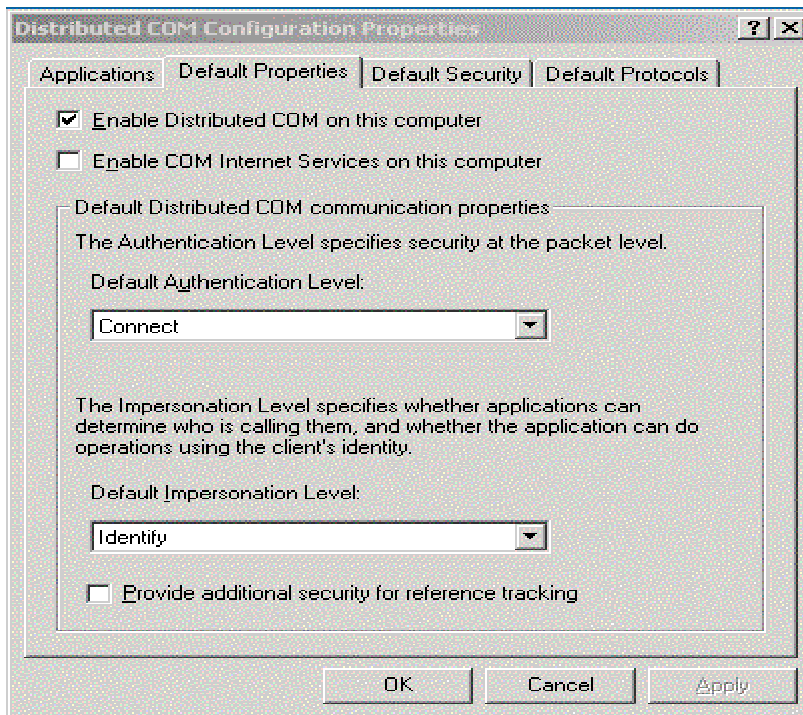 Distributed COM Configuration Properties
Applications
Default Properties
Default Security
Default Protocols
Enable Distributed COM on this computer
Enable COM Internet Services on this computer
Default Distributed COM communication properties
The Authentication Level specifies security at the packet level.
Default Authentication Level:
Connect
The Impersonation Level specifies whether applications can
determine who is calling them, and whether the application can do
operations using the client's identity.
Default Impersonation Level:
Identify
Provide additional security for reference tracking
OK
Cancel
Apply